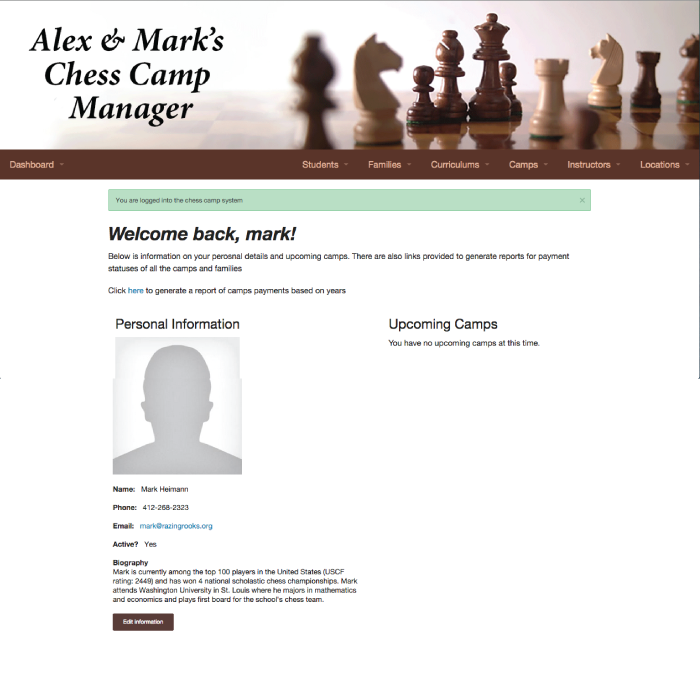 Alex & Mark's
Chess Camp
Manager
Dashboard Students Families Curriculums Camps Instructors Locations
You are logged into the chess camp system ×
Welcome back, mark!
Below is information on your perosnal details and upcoming camps. There are also links provided to generate reports for payment
statuses of all the camps and families
Click here to generate a report of camps payments based on years
Personal Information
Upcoming Camps
You have no upcoming camps at this time.
Name: Mark Heimann
Phone: 412-268-2323
Email: mark@razingrooks.org
Active? Yes
Biography
Mark is currently among the top 100 players in the United States (USCF
rating: 2449) and has won 4 national scholastic chess championships. Mark
attends Washington University in St. Louis where he majors in mathematics
and economics and plays first board for the school's chess team.
Edit information